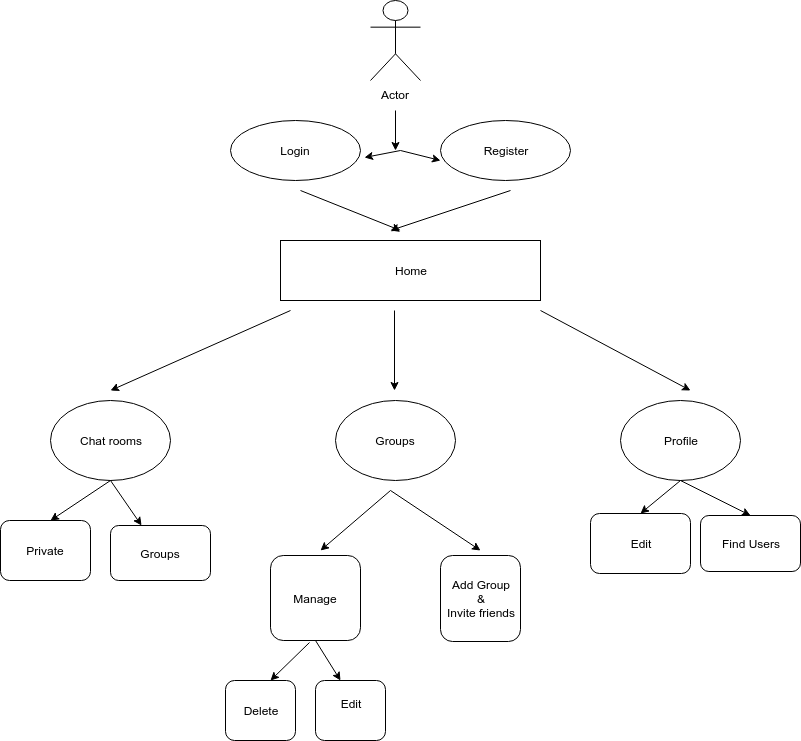 Actor
Login
Register
Home
Chat rooms
Groups
Profile
Private
Groups
Manage
Add Group
&
Invite friends
Edit
Find Users
Delete
Edit